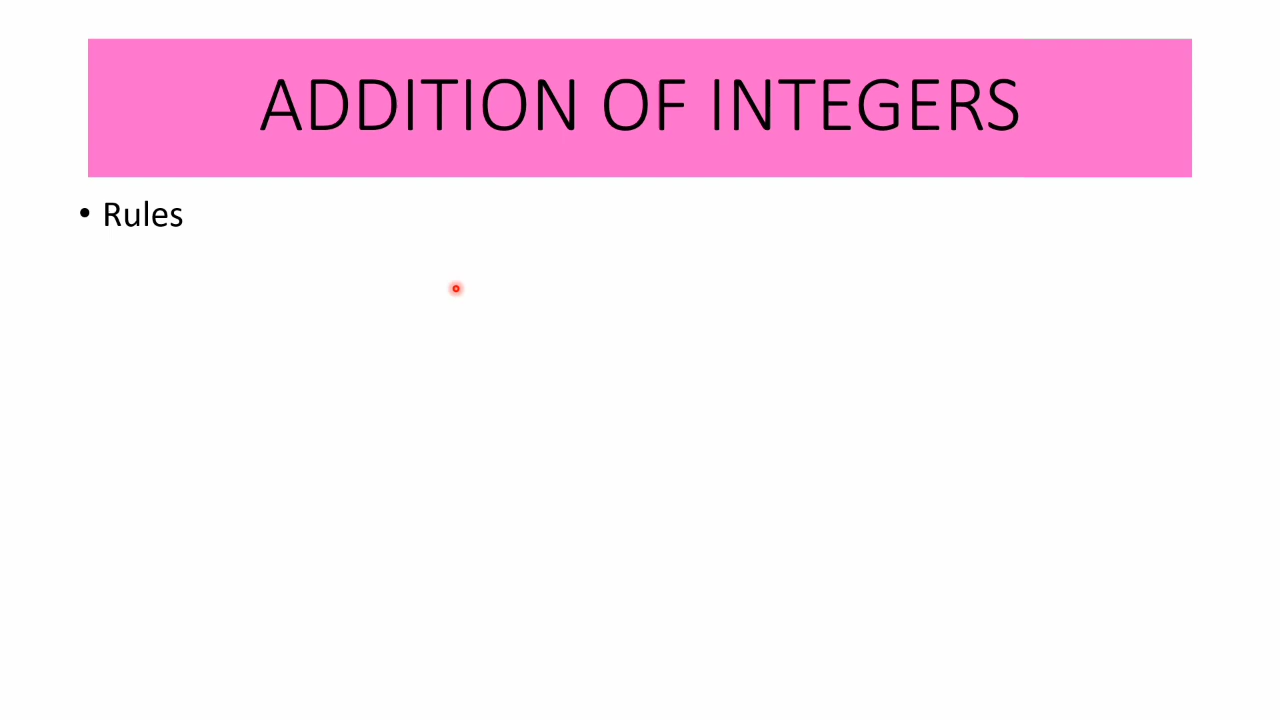 ADDITION OF INTEGERS
• Rules